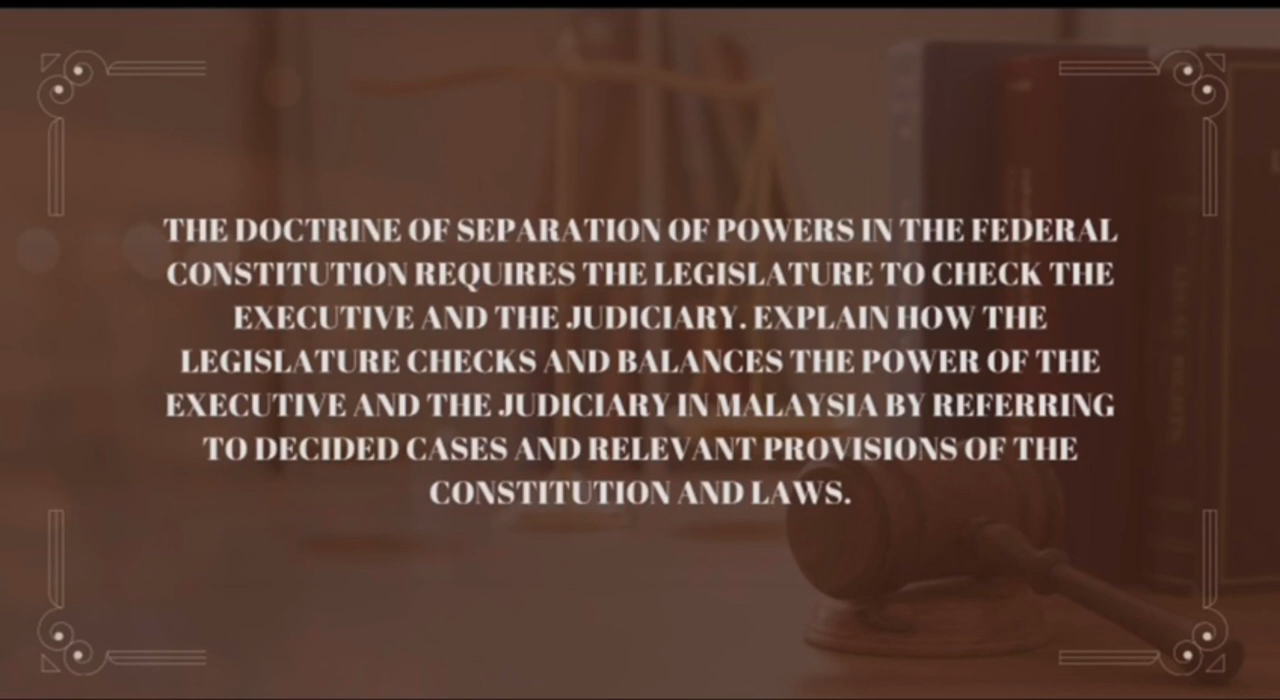 THE DOCTRINE OF SEPARATION OF POWERS IN THE FEDERAL
CONSTITUTION REQUIRES THE LEGISLATURE TO CHECK THE
EXECUTIVE AND THE JUDICIARY. EXPLAIN HOW THE
LEGISLATURE CHECKS AND BALANCES THE POWER OF THE
EXECUTIVE AND THE JUDICIARY IN MALAYSIA BY REFERRING
TO DECIDED CASES AND RELEVANT PROVISIONS OF THE
CONSTITUTION AND LAWS.